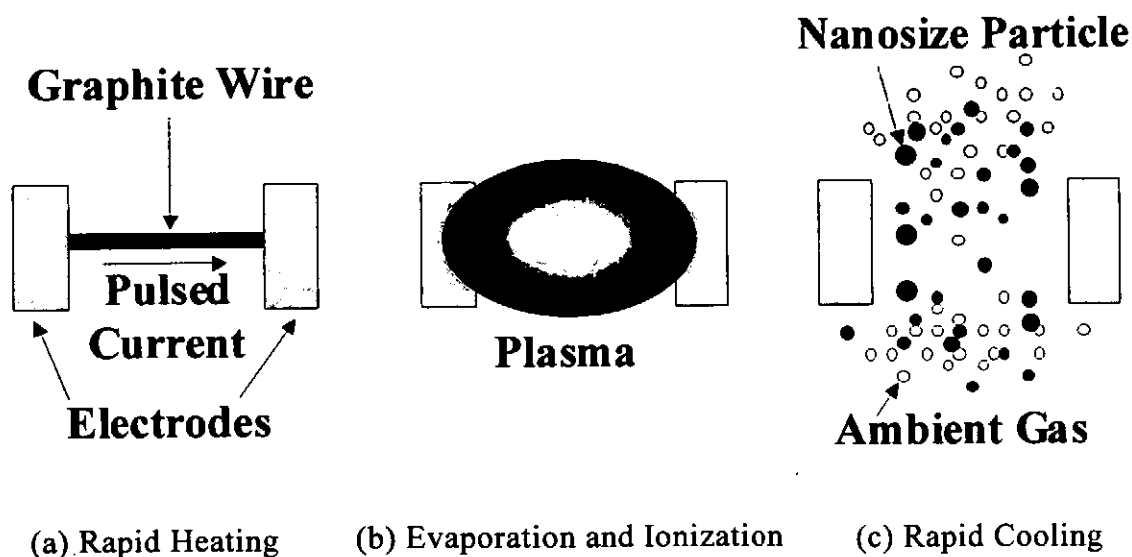 Graphite Wire
Pulsed
Current
Electrodes
(a) Rapid Heating
Plasma
(b) Evaporation and Ionization
Nanosize Particle
Ambient Gas
(c) Rapid Cooling